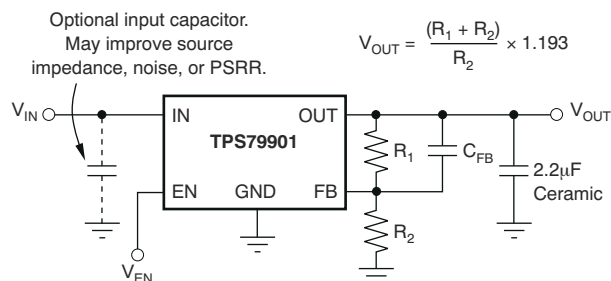 Optional input capacitor.
May improve source
impedance, noise, or PSRR.
V_OUT = (R_1 + R_2) / R_2 × 1.193
V_IN
IN
OUT
V_OUT
TPS79901
R_1
C_FB
2.2µF
Ceramic
EN
GND
FB
R_2
V_EN